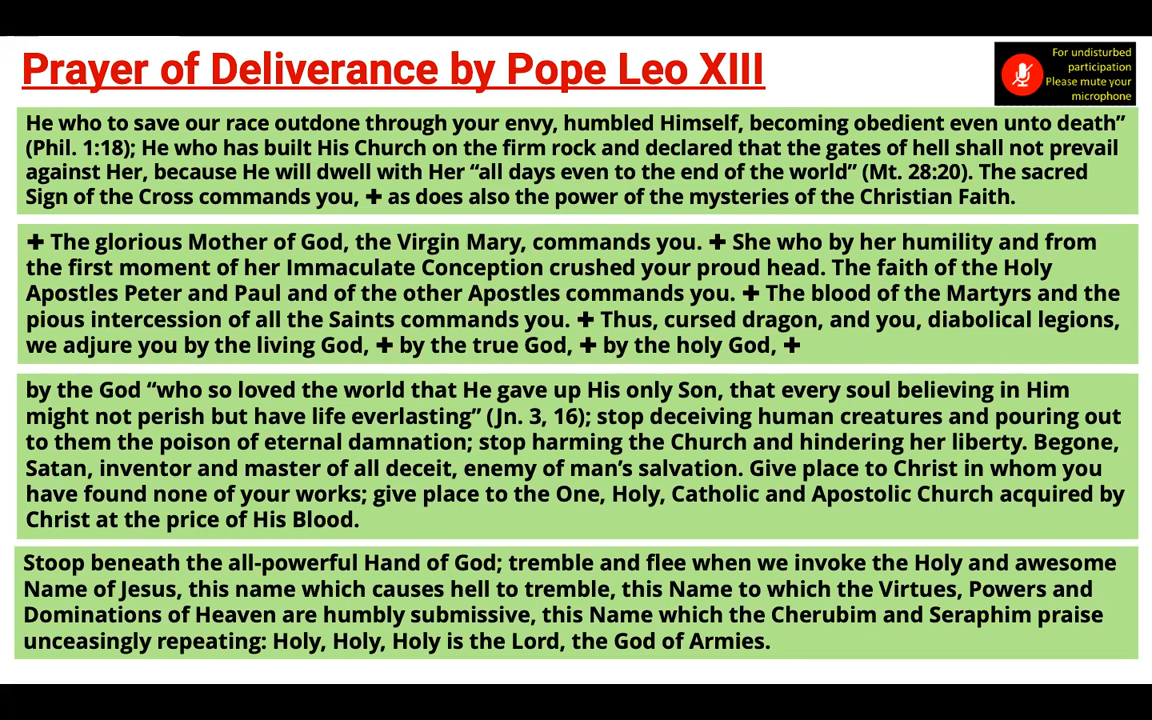 Prayer of Deliverance by Pope Leo XIII
For undisturbed
participation
Please mute your
microphone
He who to save our race outdone through your envy, humbled Himself, becoming obedient even unto death”
(Phil. 1:18); He who has built His Church on the firm rock and declared that the gates of hell shall not prevail
against Her, because He will dwell with Her “all days even to the end of the world” (Mt. 28:20). The sacred
Sign of the Cross commands you, ✚ as does also the power of the mysteries of the Christian Faith.
✚ The glorious Mother of God, the Virgin Mary, commands you. ✚ She who by her humility and from
the first moment of her Immaculate Conception crushed your proud head. The faith of the Holy
Apostles Peter and Paul and of the other Apostles commands you. ✚ The blood of the Martyrs and the
pious intercession of all the Saints commands you. ✚ Thus, cursed dragon, and you, diabolical legions,
we adjure you by the living God, ✚ by the true God, ✚ by the holy God, ✚
by the God “who so loved the world that He gave up His only Son, that every soul believing in Him
might not perish but have life everlasting” (Jn. 3, 16); stop deceiving human creatures and pouring out
to them the poison of eternal damnation; stop harming the Church and hindering her liberty. Begone,
Satan, inventor and master of all deceit, enemy of man’s salvation. Give place to Christ in whom you
have found none of your works; give place to the One, Holy, Catholic and Apostolic Church acquired by
Christ at the price of His Blood.
Stoop beneath the all-powerful Hand of God; tremble and flee when we invoke the Holy and awesome
Name of Jesus, this name which causes hell to tremble, this Name to which the Virtues, Powers and
Dominations of Heaven are humbly submissive, this Name which the Cherubim and Seraphim praise
unceasingly repeating: Holy, Holy, Holy is the Lord, the God of Armies.